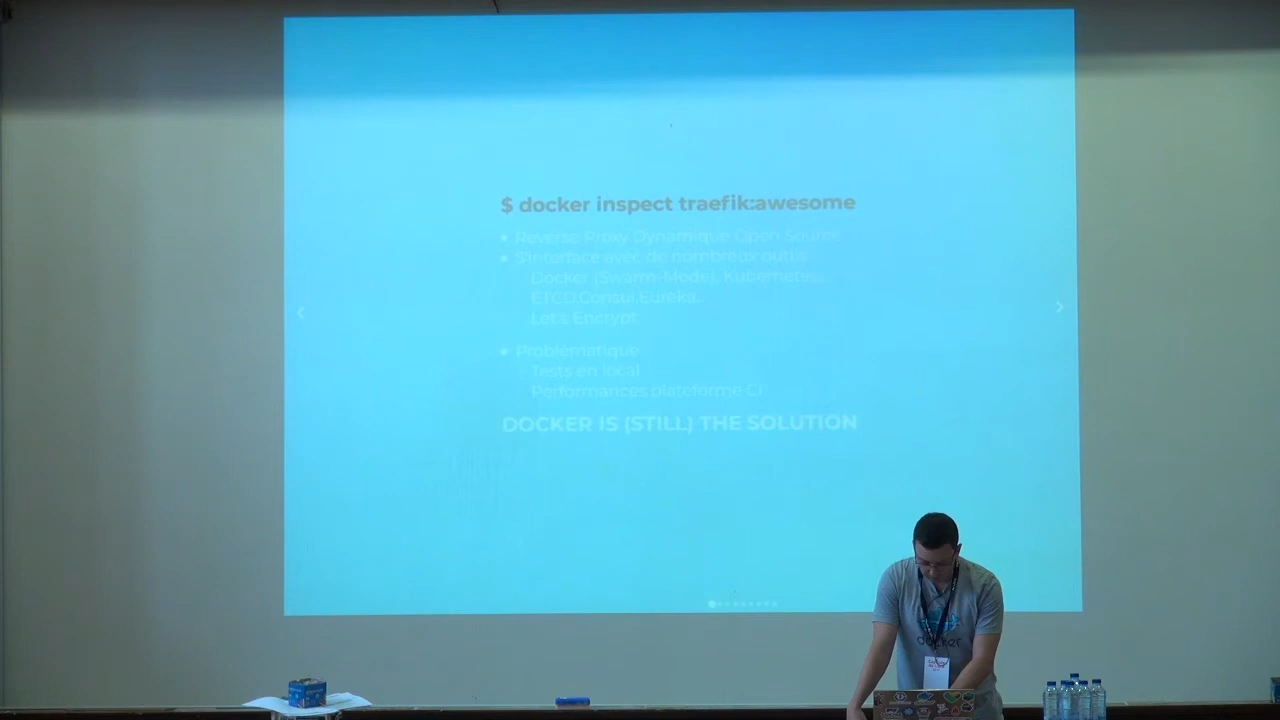 $ docker inspect traefik:awesome
• Reverse Proxy Dynamique Open Source
• S'interface avec de nombreux outils
Docker (Swarm-Mode), Kubernetes...
ETCD,Consul,Eureka,
Let's Encrypt
• Problématique
Tests en local
Performances plateforme CI
DOCKER IS (STILL) THE SOLUTION
docker